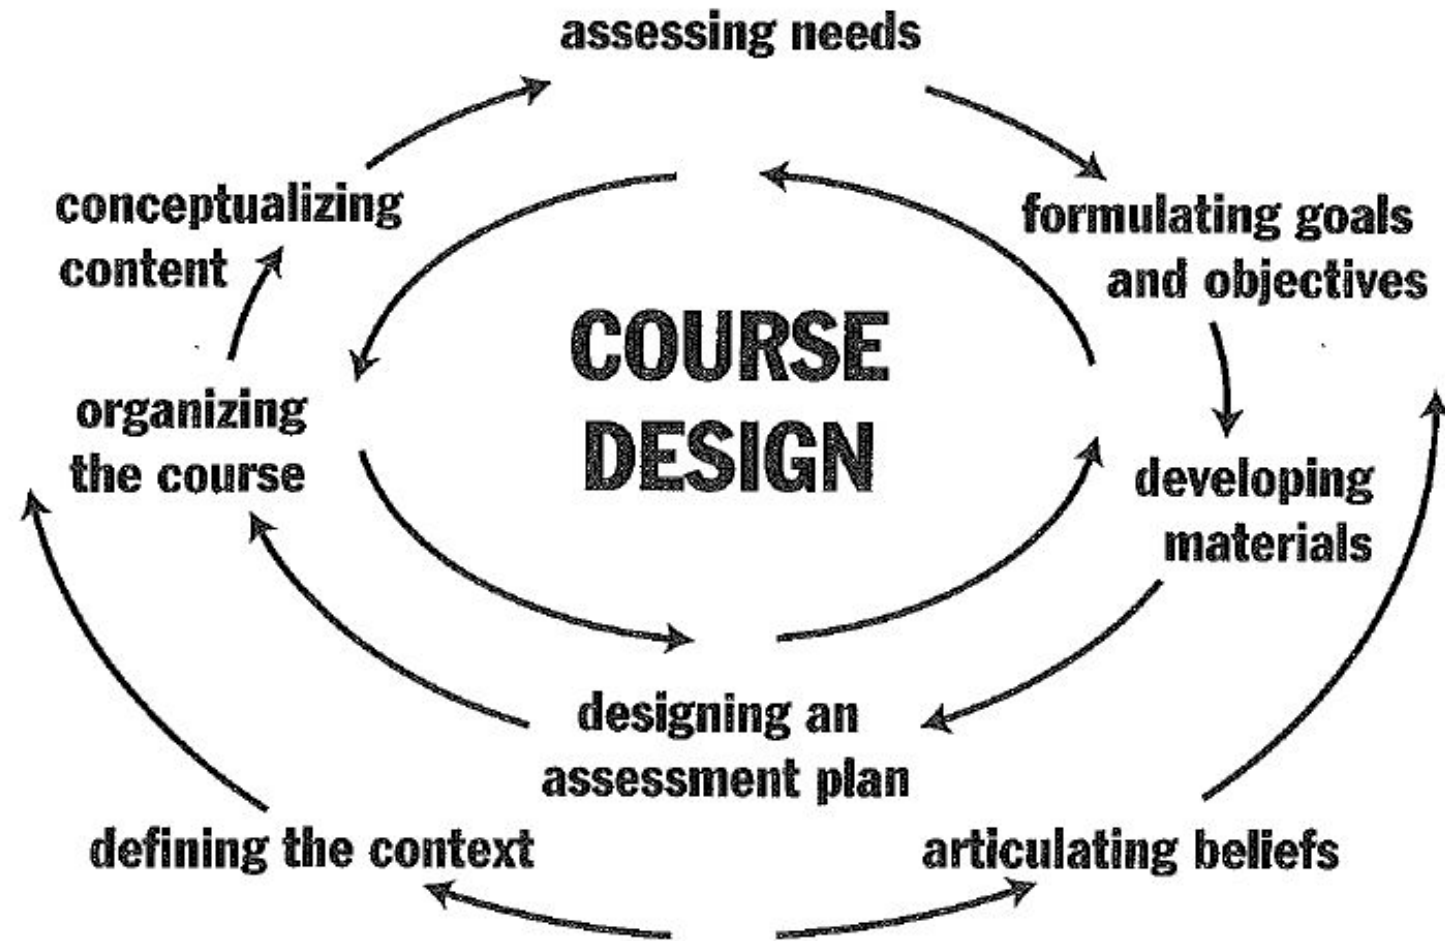 assessing needs
conceptualizing
content
formulating goals
and objectives
COURSE
DESIGN
organizing
the course
developing
materials
designing an
assessment plan
defining the context
articulating beliefs